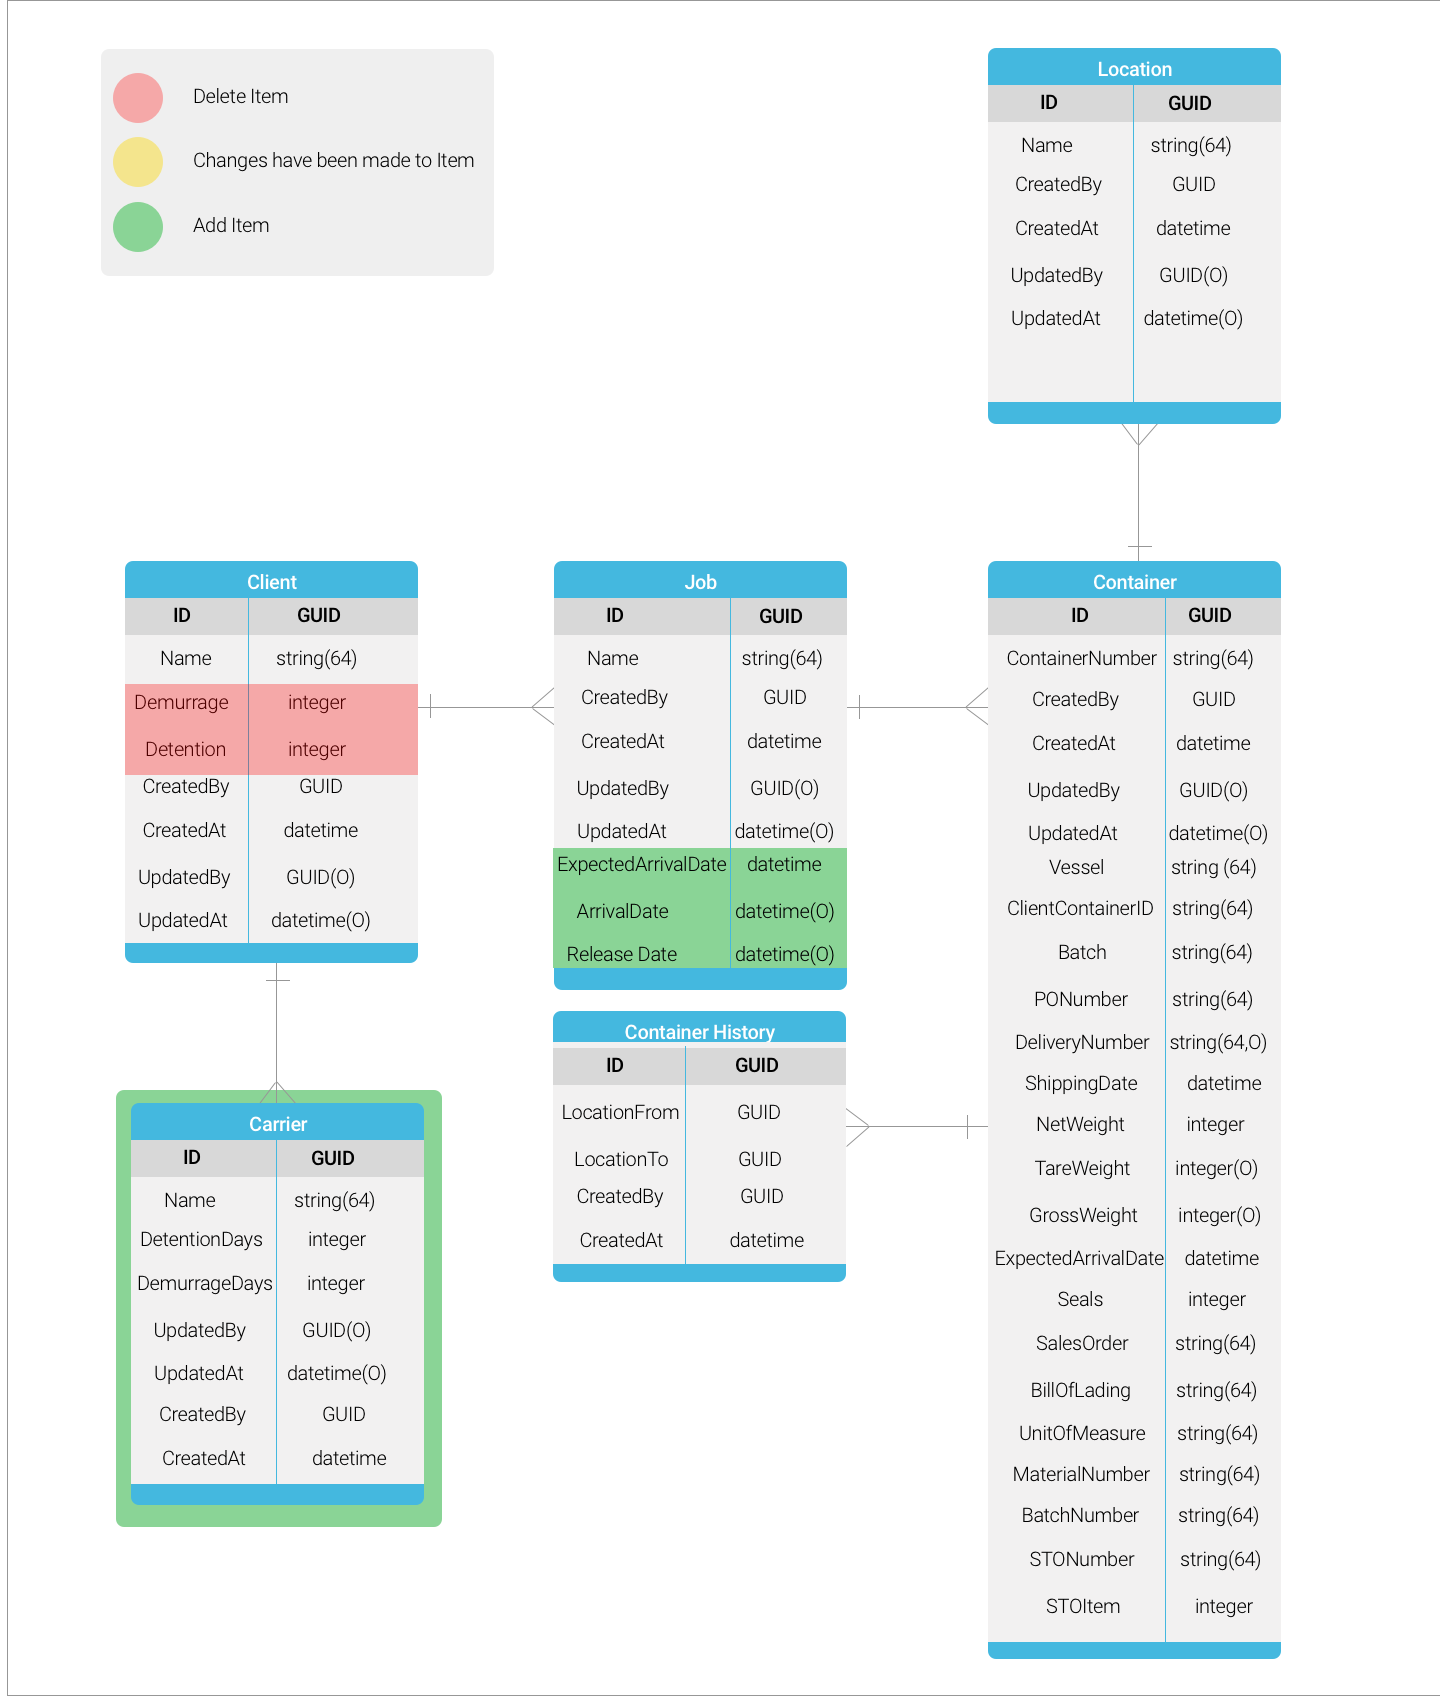 Delete Item
Changes have been made to Item
Add Item
Location
ID GUID
Name string(64)
CreatedBy GUID
CreatedAt datetime
UpdatedBy GUID(O)
UpdatedAt datetime(O)
Client
ID GUID
Name string(64)
Demurrage integer
Detention integer
CreatedBy GUID
CreatedAt datetime
UpdatedBy GUID(O)
UpdatedAt datetime(O)
Job
ID GUID
Name string(64)
CreatedBy GUID
CreatedAt datetime
UpdatedBy GUID(O)
UpdatedAt datetime(O)
ExpectedArrivalDate datetime
ArrivalDate datetime(O)
Release Date datetime(O)
Container
ID GUID
ContainerNumber string(64)
CreatedBy GUID
CreatedAt datetime
UpdatedBy GUID(O)
UpdatedAt datetime(O)
Vessel string (64)
ClientContainerID string(64)
Batch string(64)
PONumber string(64)
DeliveryNumber string(64,O)
ShippingDate datetime
NetWeight integer
TareWeight integer(O)
GrossWeight integer(O)
ExpectedArrivalDate datetime
Seals integer
SalesOrder string(64)
BillOfLading string(64)
UnitOfMeasure string(64)
MaterialNumber string(64)
BatchNumber string(64)
STONumber string(64)
STOItem integer
Container History
ID GUID
LocationFrom GUID
LocationTo GUID
CreatedBy GUID
CreatedAt datetime
Carrier
ID GUID
Name string(64)
DetentionDays integer
DemurrageDays integer
UpdatedBy GUID(O)
UpdatedAt datetime(O)
CreatedBy GUID
CreatedAt datetime